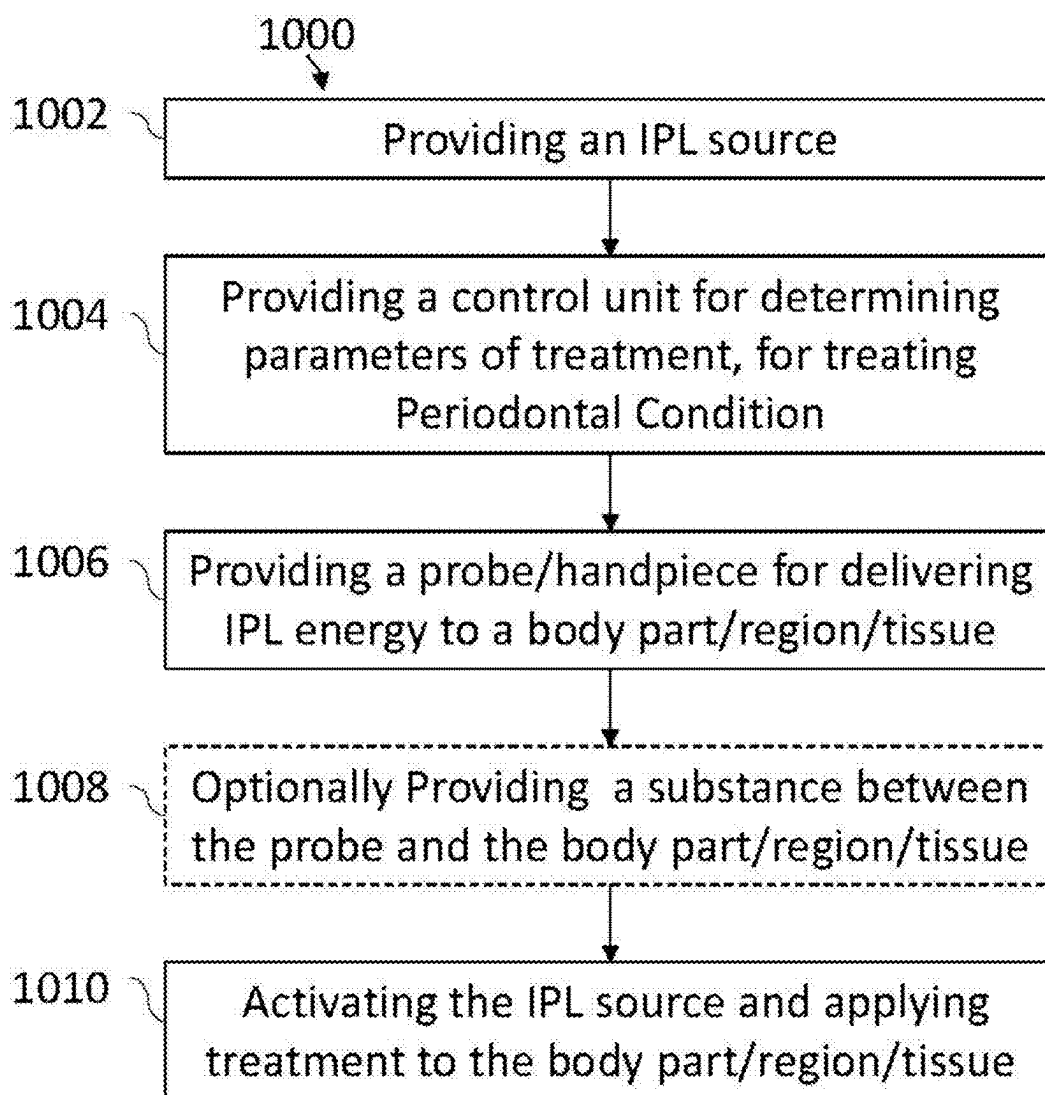 1000
1002
Providing an IPL source
1004
Providing a control unit for determining
parameters of treatment, for treating
Periodontal Condition
1006
Providing a probe/handpiece for delivering
IPL energy to a body part/region/tissue
1008
Optionally Providing a substance between
the probe and the body part/region/tissue
1010
Activating the IPL source and applying
treatment to the body part/region/tissue